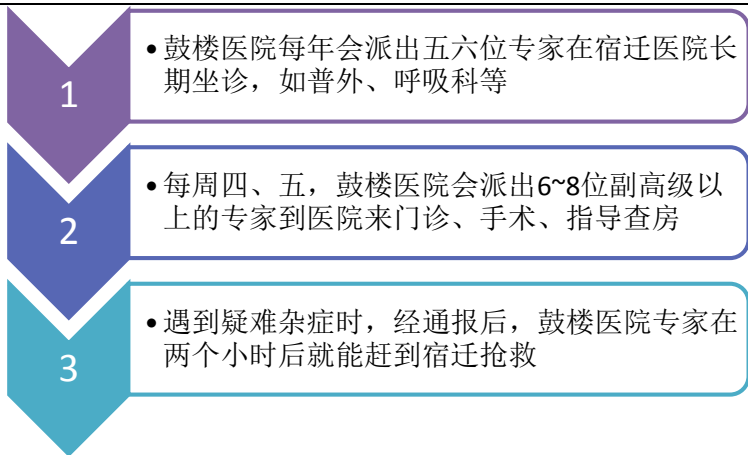 1
•鼓楼医院每年会派出五六位专家在宿迁医院长
期坐诊，如普外、呼吸科等
2
•每周四、五，鼓楼医院会派出6~8位副高级以
上的专家到医院来门诊、手术、指导查房
3
•遇到疑难杂症时，经通报后，鼓楼医院专家在
两个小时后就能赶到宿迁抢救